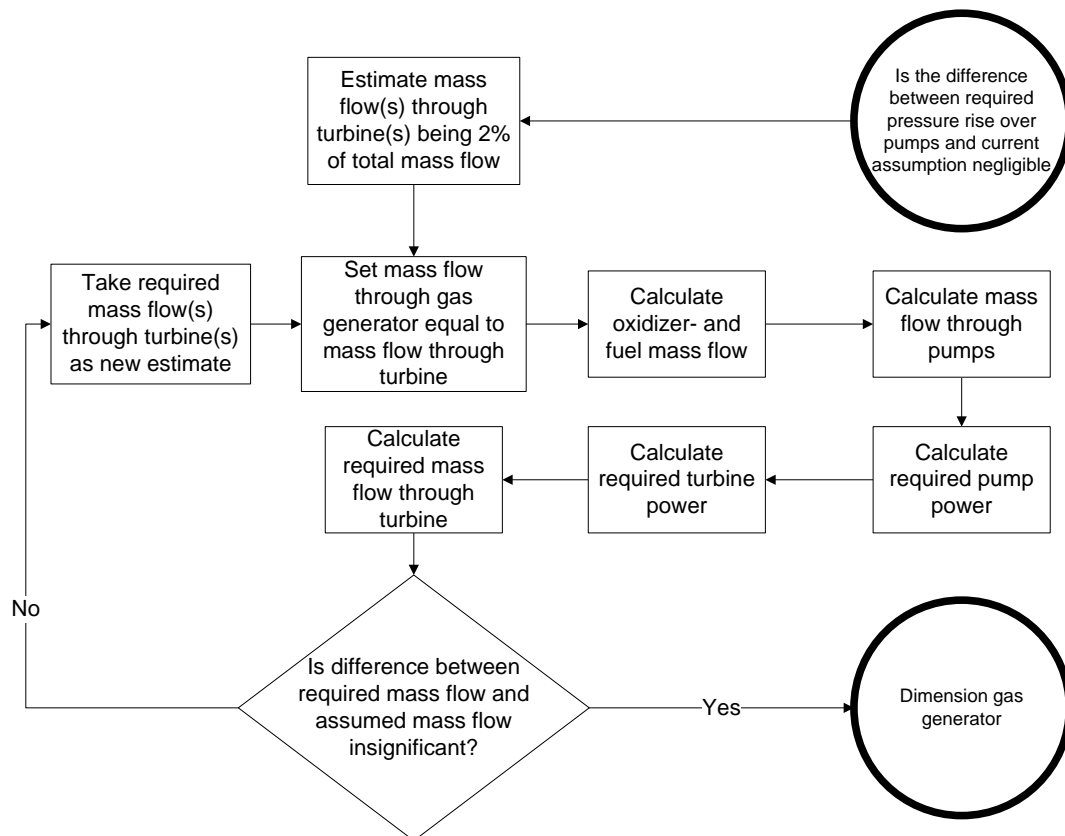 Estimate mass
flow(s) through
turbine(s) being 2%
of total mass flow
Is the difference
between required
pressure rise over
pumps and current
assumption negligible
Take required
mass flow(s)
through turbine(s)
as new estimate
Set mass flow
through gas
generator equal to
mass flow through
turbine
Calculate
oxidizer- and
fuel mass flow
Calculate mass
flow through
pumps
Calculate
required mass
flow through
turbine
Calculate
required turbine
power
Calculate
required pump
power
No
Is difference between
required mass flow and
assumed mass flow
insignificant?
Yes
Dimension gas
generator